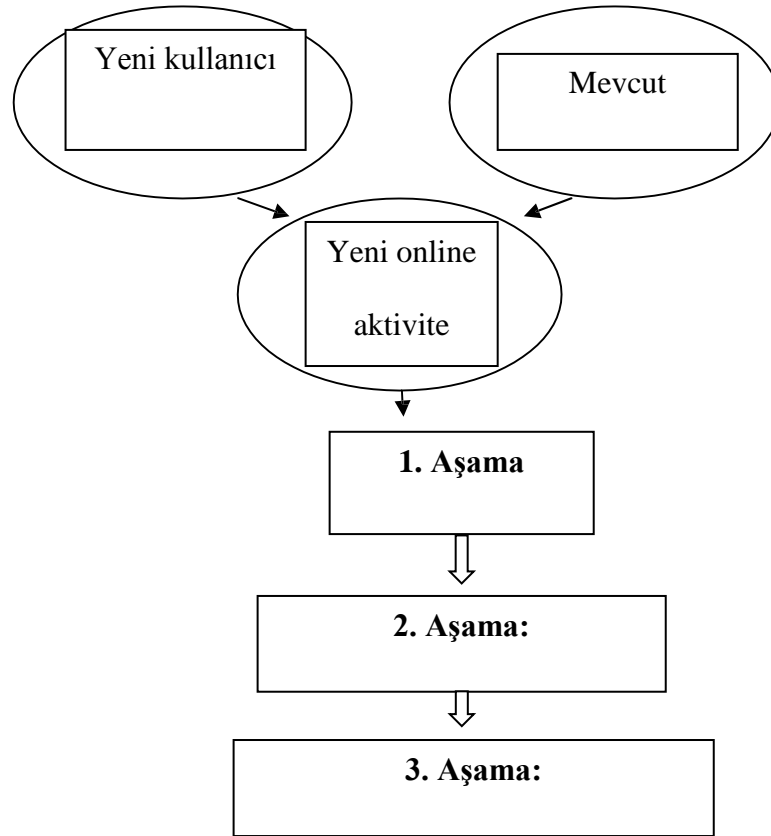 Yeni kullanıcı
Mevcut
Yeni online
aktivite
1. Aşama
2. Aşama:
3. Aşama: